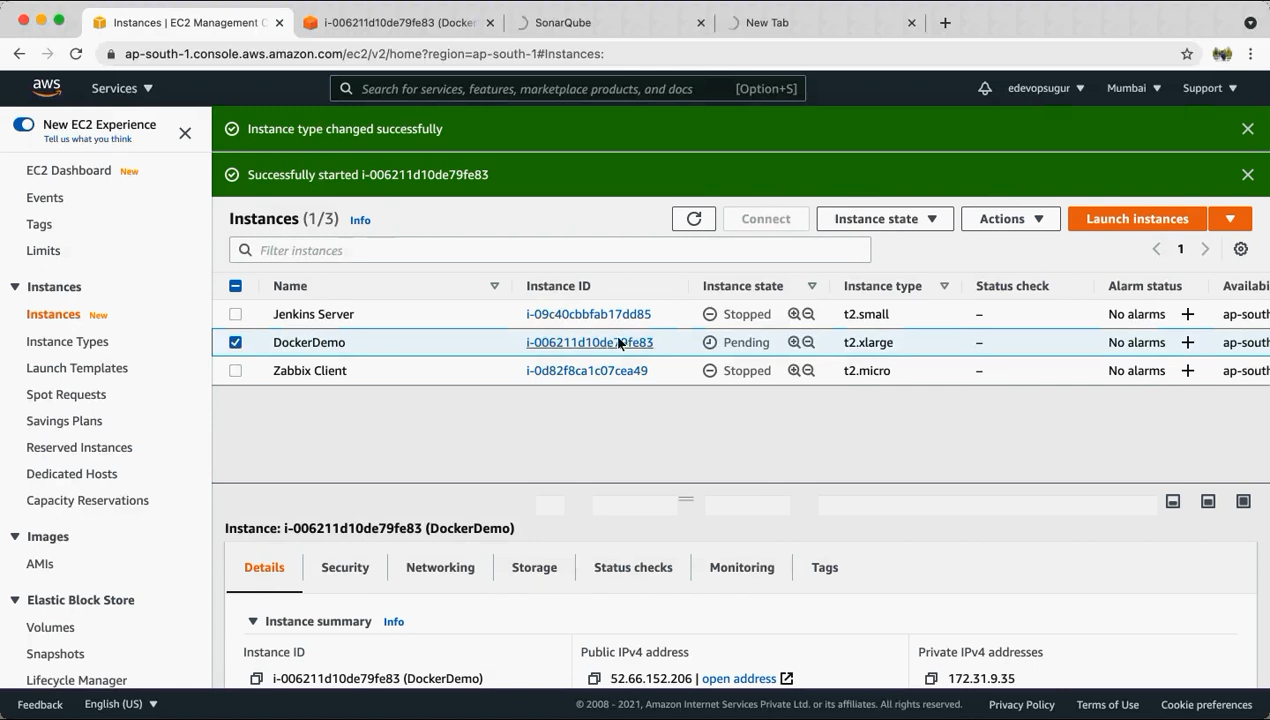 Instances | EC2 Management C
i-006211d10de79fe83 (Docker
SonarQube
New Tab
ap-south-1.console.aws.amazon.com/ec2/v2/home?region=ap-south-1#Instances:
aws
Services
Search for services, features, marketplace products, and docs
[Option+S]
edevopsugur
Mumbai
Support
New EC2 Experience
Tell us what you think
EC2 Dashboard New
Events
Tags
Limits
Instances
Instances New
Instance Types
Launch Templates
Spot Requests
Savings Plans
Reserved Instances
Dedicated Hosts
Capacity Reservations
Images
AMIs
Elastic Block Store
Volumes
Snapshots
Lifecycle Manager
Instance type changed successfully
Successfully started i-006211d10de79fe83
Instances (1/3) Info
Connect
Instance state
Actions
Launch instances
Filter instances
1
Name Instance ID Instance state Instance type Status check Alarm status Availabi
Jenkins Server i-09c40cbbfab17dd85 Stopped t2.small – No alarms + ap-sout
DockerDemo i-006211d10de79fe83 Pending t2.xlarge – No alarms + ap-sout
Zabbix Client i-0d82f8ca1c07cea49 Stopped t2.micro – No alarms + ap-sout
Instance: i-006211d10de79fe83 (DockerDemo)
Details
Security
Networking
Storage
Status checks
Monitoring
Tags
Instance summary Info
Instance ID
i-006211d10de79fe83 (DockerDemo)
Public IPv4 address
52.66.152.206 | open address
Private IPv4 addresses
172.31.9.35
Feedback
English (US)
© 2008 - 2021, Amazon Internet Services Private Ltd. or its affiliates. All rights reserved.
Privacy Policy
Terms of Use
Cookie preferences